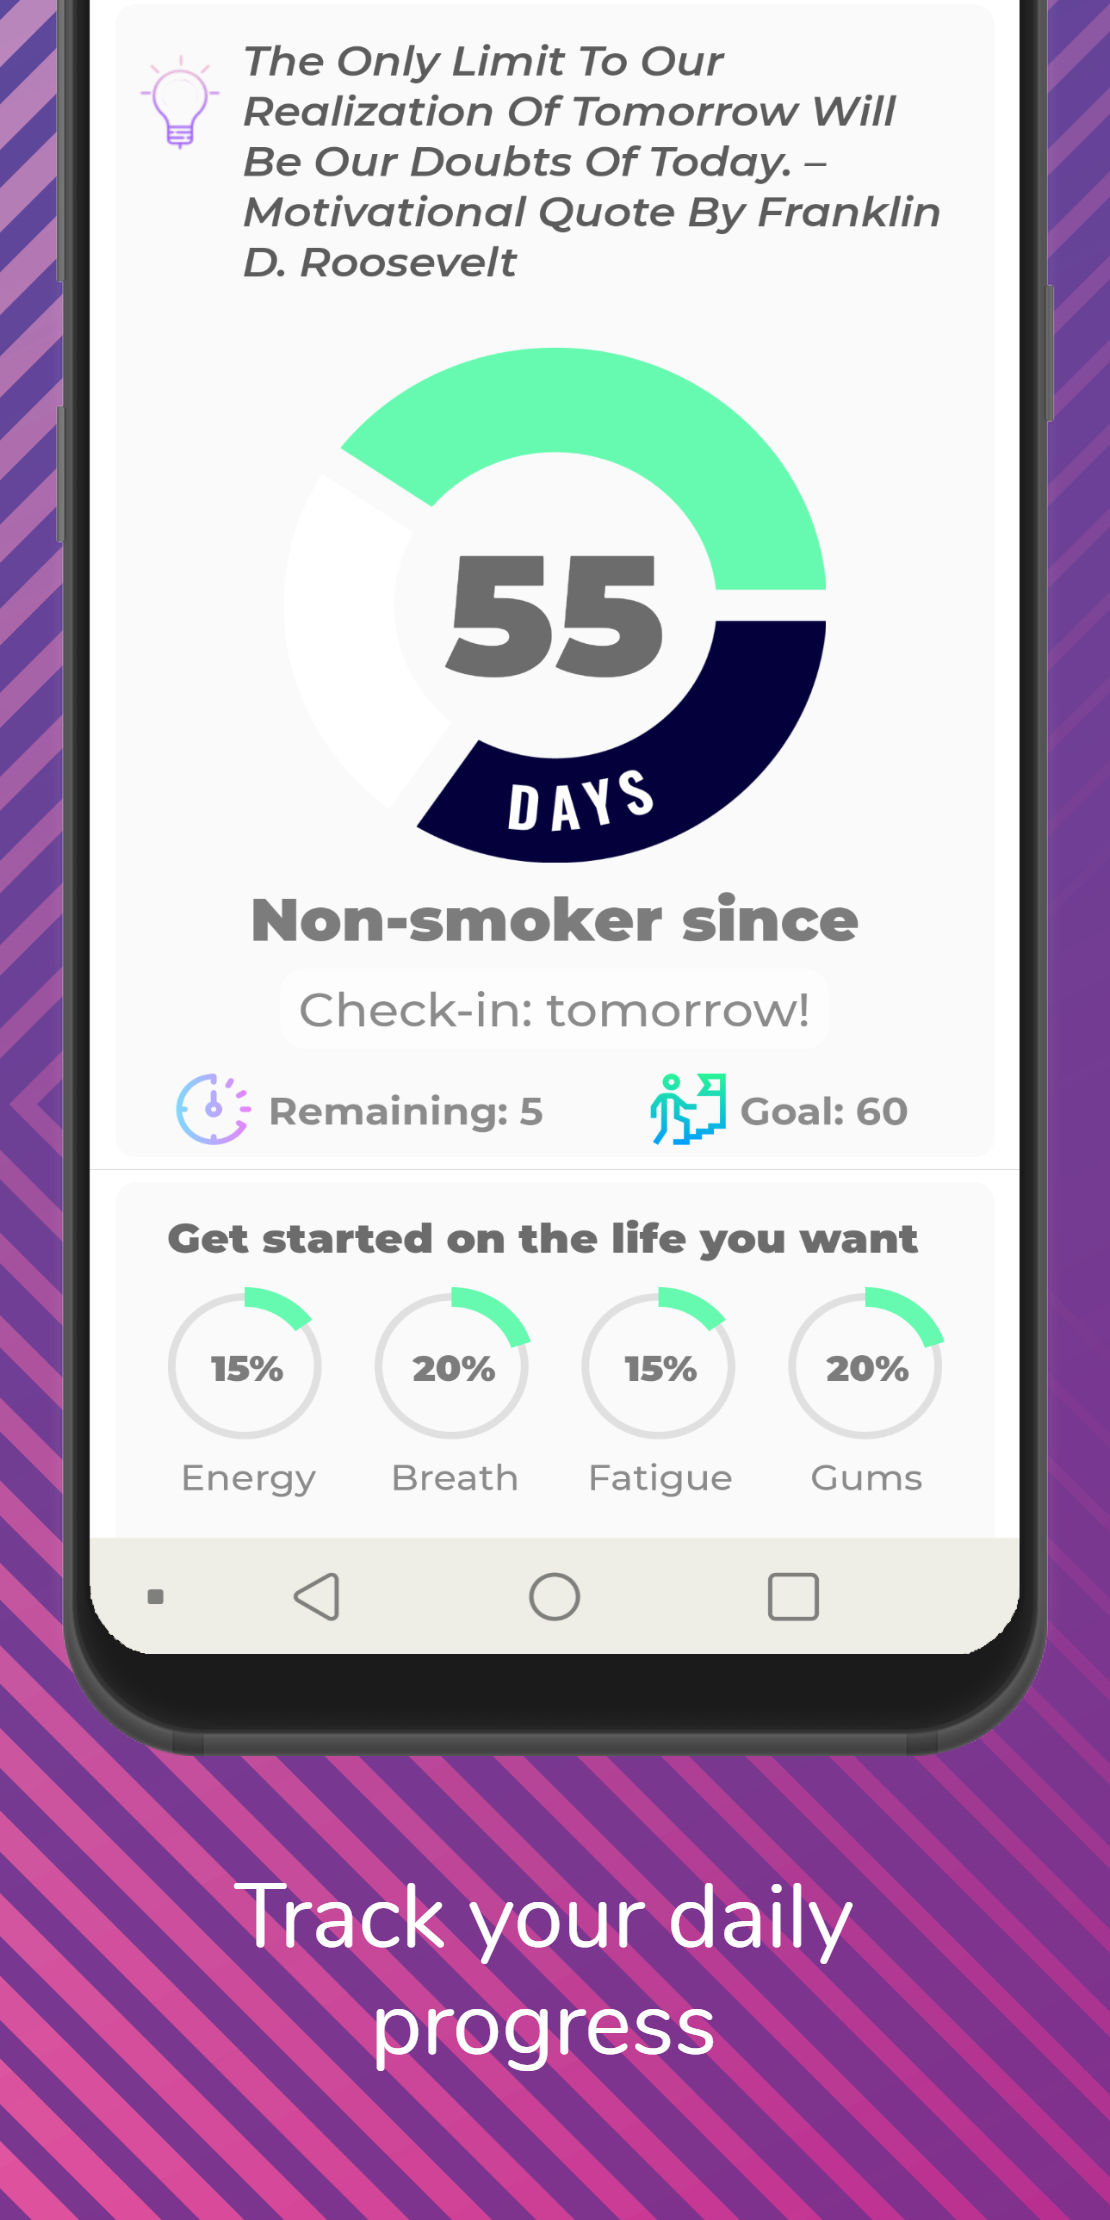 The Only Limit To Our
Realization Of Tomorrow Will
Be Our Doubts Of Today. –
Motivational Quote By Franklin
D. Roosevelt
55
DAYS
Non-smoker since
Check-in: tomorrow!
Remaining: 5
Goal: 60
Get started on the life you want
15%
20%
15%
20%
Energy
Breath
Fatigue
Gums
Track your daily
progress